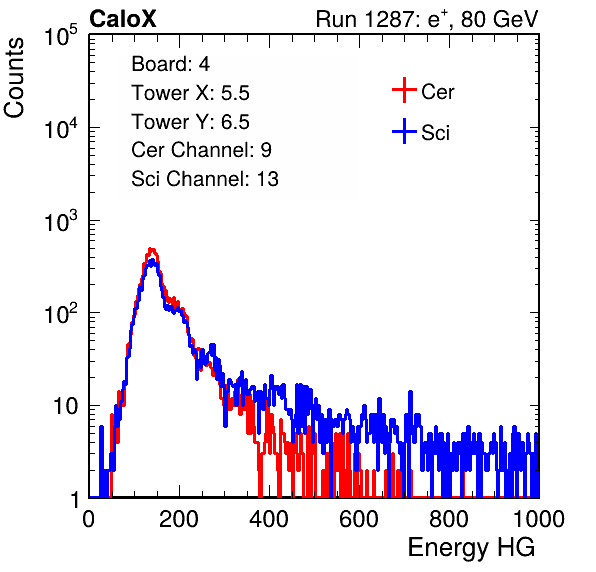 CaloX Run 1287: e⁺, 80 GeV
Counts
10⁵
10⁴
10³
10²
10
1
Board: 4
Tower X: 5.5
Tower Y: 6.5
Cer Channel: 9
Sci Channel: 13
Cer
Sci
0 200 400 600 800 1000
Energy HG